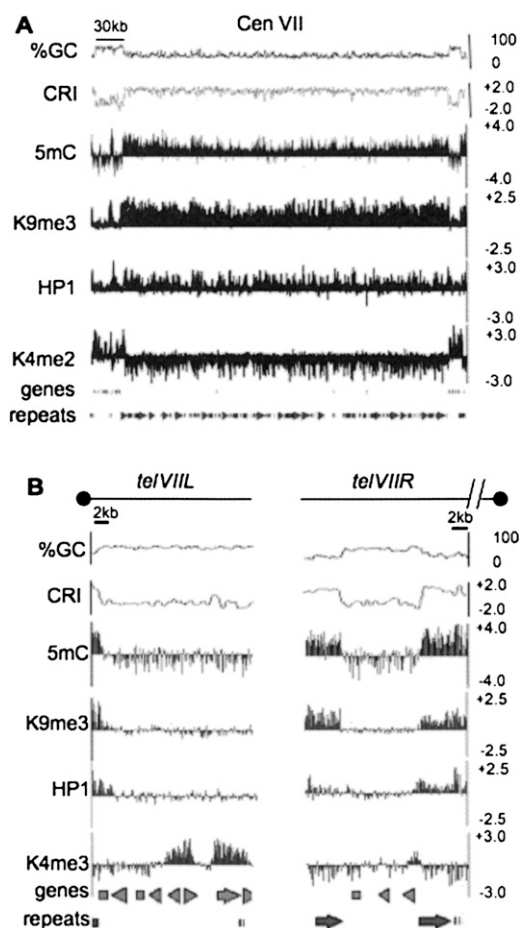 A
30kb
Cen VII
%GC
100
0
CRI
+2.0
-2.0
5mC
+4.0
-4.0
K9me3
+2.5
-2.5
HP1
+3.0
-3.0
K4me2
+3.0
-3.0
genes
repeats
B
telVIIL
telVIIR
2kb
2kb
%GC
100
0
CRI
+2.0
-2.0
5mC
+4.0
-4.0
K9me3
+2.5
-2.5
HP1
+2.5
-2.5
K4me3
+3.0
-3.0
genes
repeats